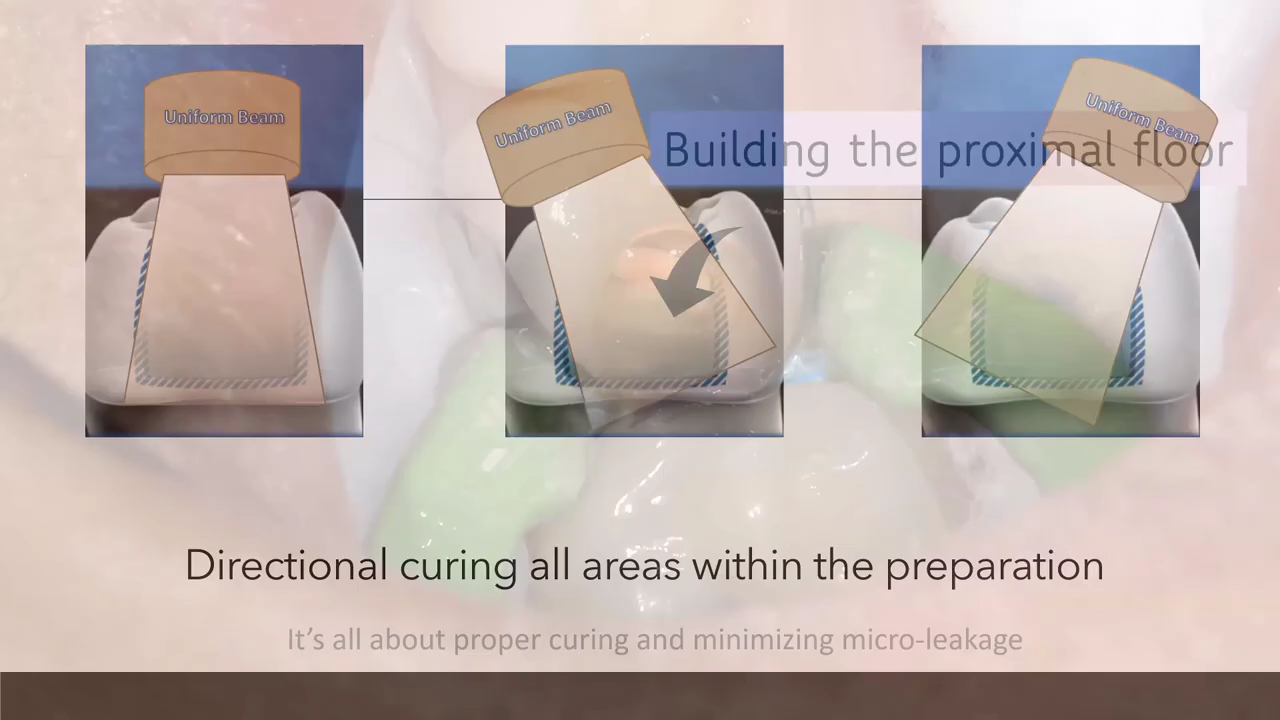 Uniform Beam
Uniform Beam
Uniform Beam
Building the proximal floor
Directional curing all areas within the preparation
It’s all about proper curing and minimizing micro-leakage